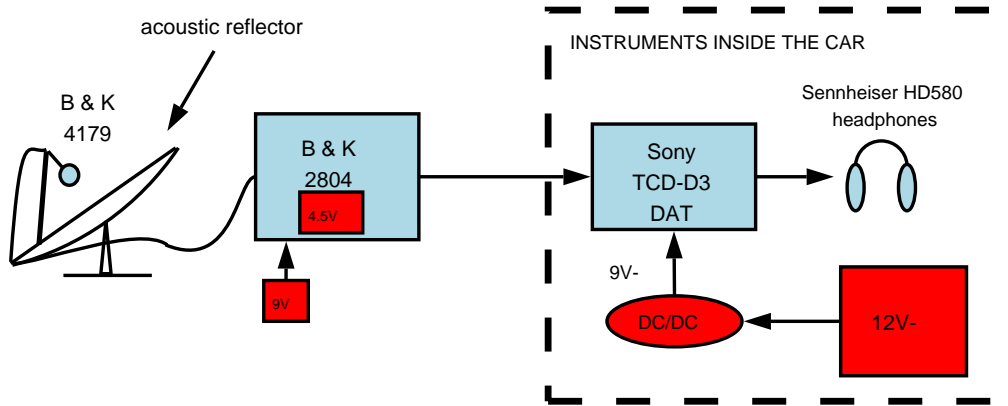 acoustic reflector
INSTRUMENTS INSIDE THE CAR
B & K
4179
B & K
2804
4.5V
9V
Sony
TCD-D3
DAT
Sennheiser HD580
headphones
9V-
DC/DC
12V-